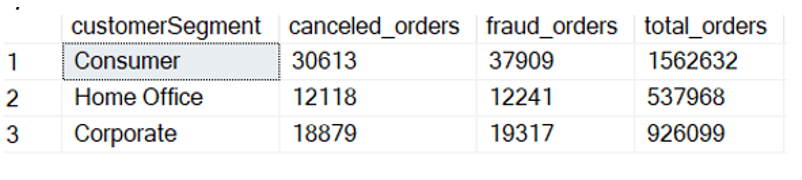 customerSegment canceled_orders fraud_orders total_orders
1 Consumer 30613 37909 1562632
2 Home Office 12118 12241 537968
3 Corporate 18879 19317 926099